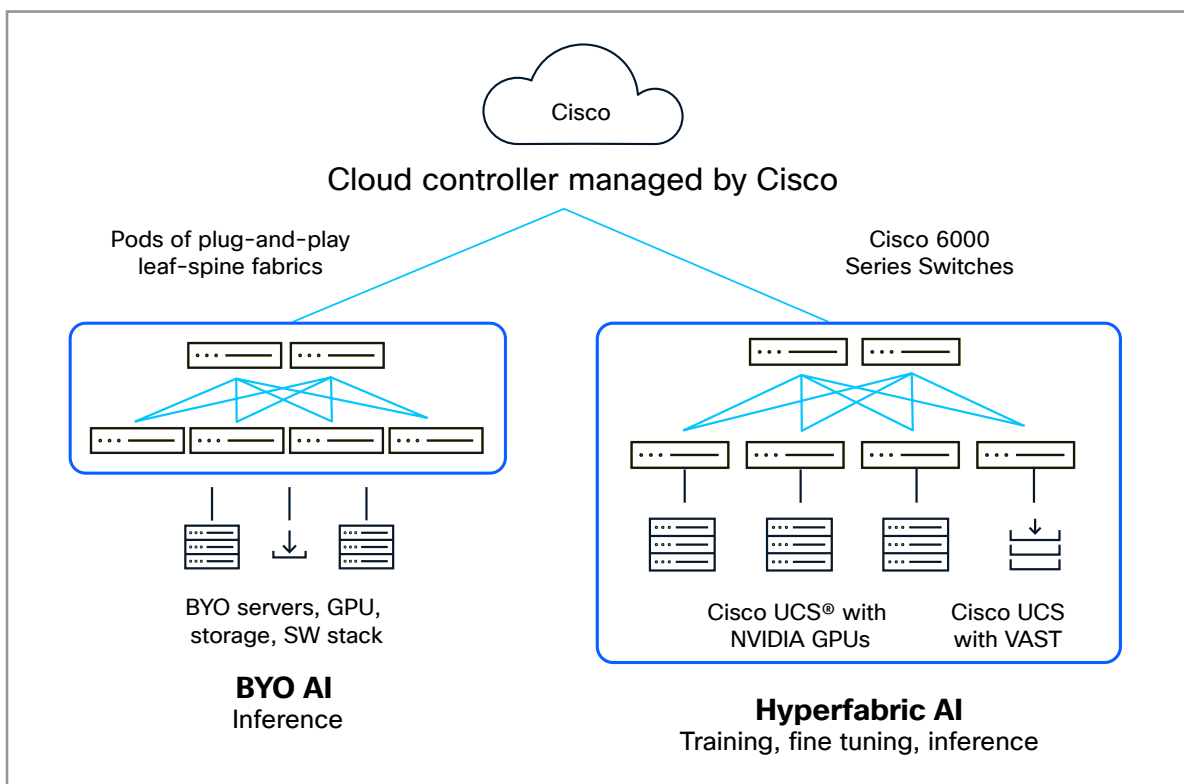 Cisco
Cloud controller managed by Cisco
Pods of plug-and-play
leaf-spine fabrics
Cisco 6000
Series Switches
BYO servers, GPU,
storage, SW stack
BYO AI
Inference
Cisco UCS® with
NVIDIA GPUs
Cisco UCS
with VAST
Hyperfabric AI
Training, fine tuning, inference